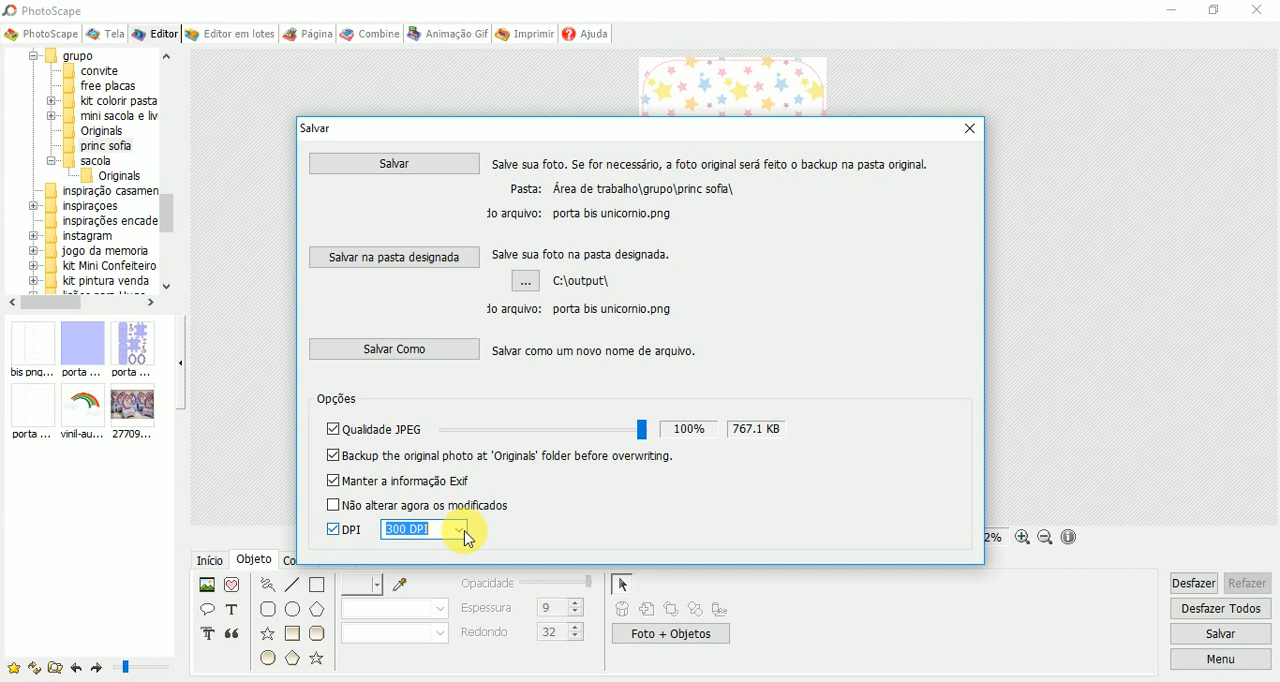 PhotoScape
PhotoScape Tela Editor Editor em lotes Página Combine Animação Gif Imprimir Ajuda
grupo
convite
free placas
kit colorir pasta
mini sacola e liv
Originals
princ sofia
sacola
Originals
inspiração casamen
inspiraçoes
inspirações encade
instagram
jogo da memoria
kit Mini Confeiteiro
kit pintura venda
bis pnq... porta ... porta ...
porta ... vinil-au... 27709...
Salvar
Salvar Salve sua foto. Se for necessário, a foto original será feito o backup na pasta original.
Pasta: Área de trabalho\grupo\princ sofia\
do arquivo: porta bis unicornio.png
Salvar na pasta designada Salve sua foto na pasta designada.
... C:\output\
do arquivo: porta bis unicornio.png
Salvar Como Salvar como um novo nome de arquivo.
Opções
Qualidade JPEG 100% 767.1 KB
Backup the original photo at 'Originals' folder before overwriting.
Manter a informação Exif
Não alterar agora os modificados
DPI 300 DPI
2%
Início Objeto Co
Opacidade
Espessura 9
Redondo 32
Foto + Objetos
Desfazer Refazer
Desfazer Todos
Salvar
Menu